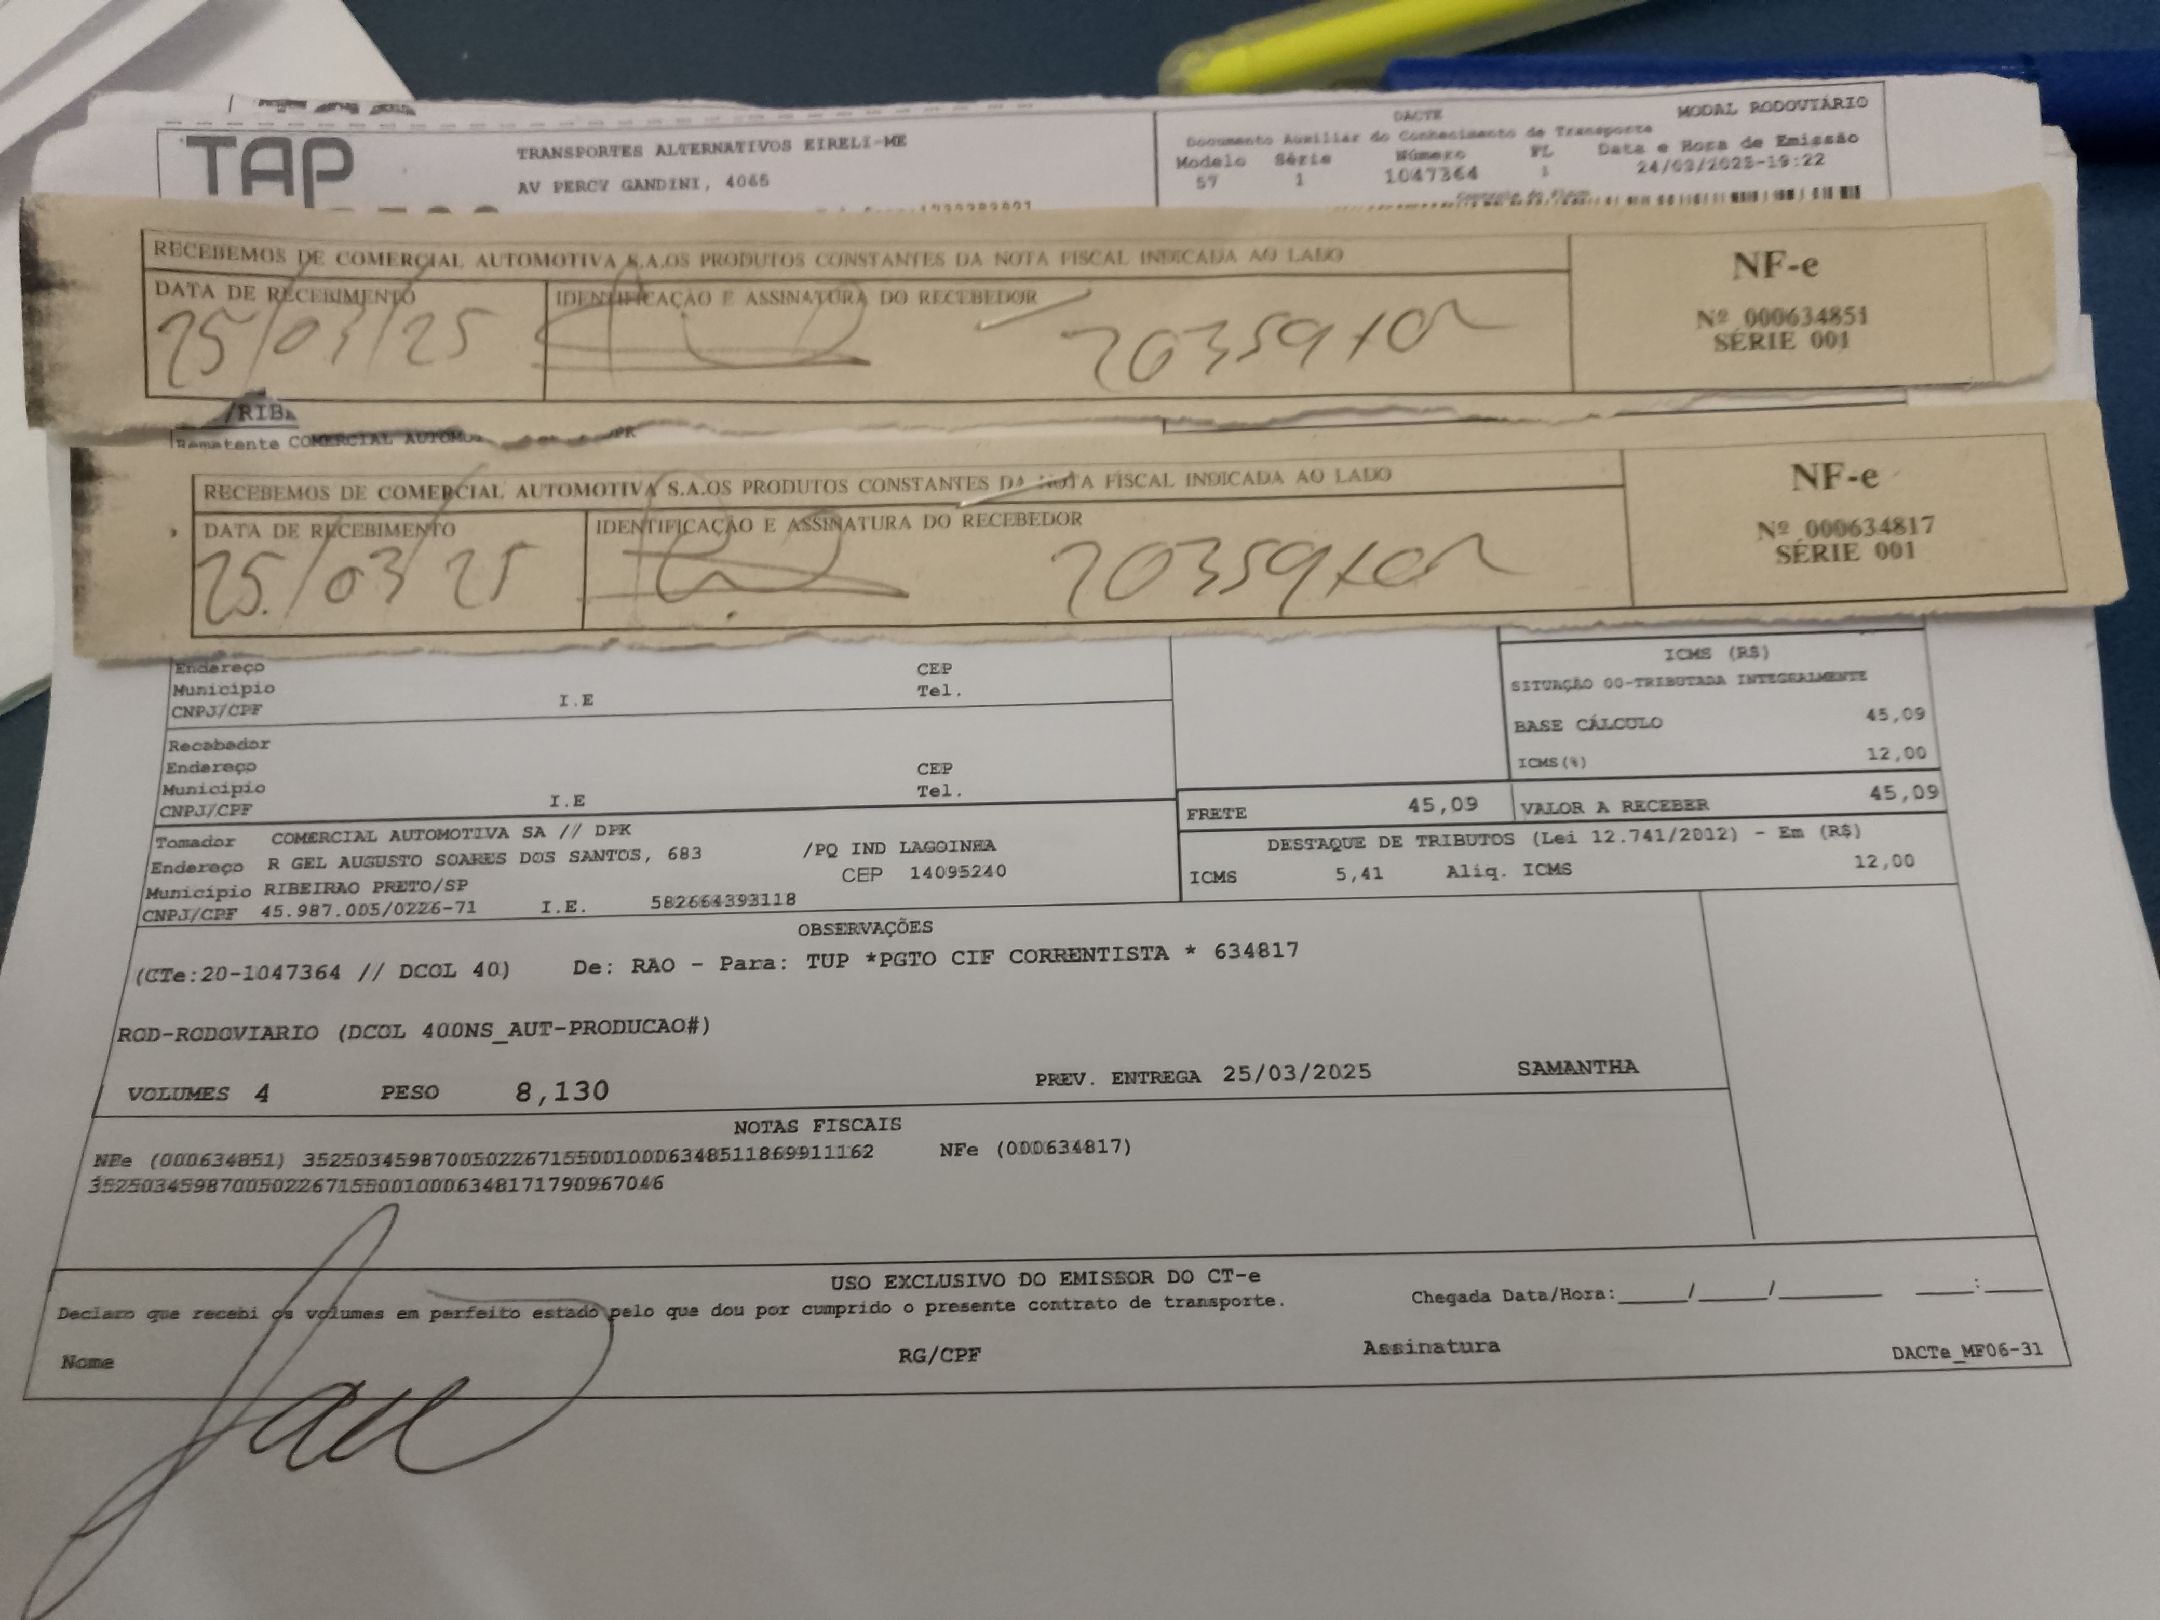 DACTE
MODAL RODOVIÁRIO
TAP
TRANSPORTES ALTERNATIVOS EIRELI-ME
AV PERCY GANDINI, 4065
Documento Auxiliar do Conhecimento de Transporte
Modelo Série Número FL Data e Hora de Emissão
57 1 1047364 1 24/03/2025-19:22
RECEBEMOS DE COMERCIAL AUTOMOTIVA S.A.OS PRODUTOS CONSTANTES DA NOTA FISCAL INDICADA AO LADO
NF-e
DATA DE RECEBIMENTO
IDENTIFICAÇÃO E ASSINATURA DO RECEBEDOR
Nº 000634851
SÉRIE 001
25/03/25
Remetente COMERCIAL
RECEBEMOS DE COMERCIAL AUTOMOTIVA S.A.OS PRODUTOS CONSTANTES DA NOTA FISCAL INDICADA AO LADO
NF-e
DATA DE RECEBIMENTO
IDENTIFICAÇÃO E ASSINATURA DO RECEBEDOR
Nº 000634817
SÉRIE 001
25/03/25
Endereço CEP
Município Tel.
CNPJ/CPF I.E
ICMS (R$)
SITUAÇÃO 00-TRIBUTADA INTEGRALMENTE
BASE CÁLCULO 45,09
ICMS(%) 12,00
Recebedor
Endereço CEP
Município Tel.
CNPJ/CPF I.E
FRETE 45,09 VALOR A RECEBER 45,09
Tomador COMERCIAL AUTOMOTIVA SA // DPK
Endereço R GEL AUGUSTO SOARES DOS SANTOS, 683 /PQ IND LAGOINHA
Município RIBEIRAO PRETO/SP CEP 14095240
CNPJ/CPF 45.987.005/0226-71 I.E. 582664393118
DESTAQUE DE TRIBUTOS (Lei 12.741/2012) - Em (R$)
ICMS 5,41 Aliq. ICMS 12,00
OBSERVAÇÕES
(CTe:20-1047364 // DCOL 40) De: RAO - Para: TUP *PGTO CIF CORRENTISTA * 634817
ROD-RODOVIARIO (DCOL 400NS_AUT-PRODUCAO#)
VOLUMES 4 PESO 8,130 PREV. ENTREGA 25/03/2025 SAMANTHA
NOTAS FISCAIS
NFe (000634851) 35250345987005022671550010006348511869911162 NFe (000634817)
35250345987005022671550010006348171790967046
USO EXCLUSIVO DO EMISSOR DO CT-e
Declaro que recebi os volumes em perfeito estado pelo que dou por cumprido o presente contrato de transporte. Chegada Data/Hora:_____/_____/________ _____:_____
Nome RG/CPF Assinatura DACTe_MF06-31